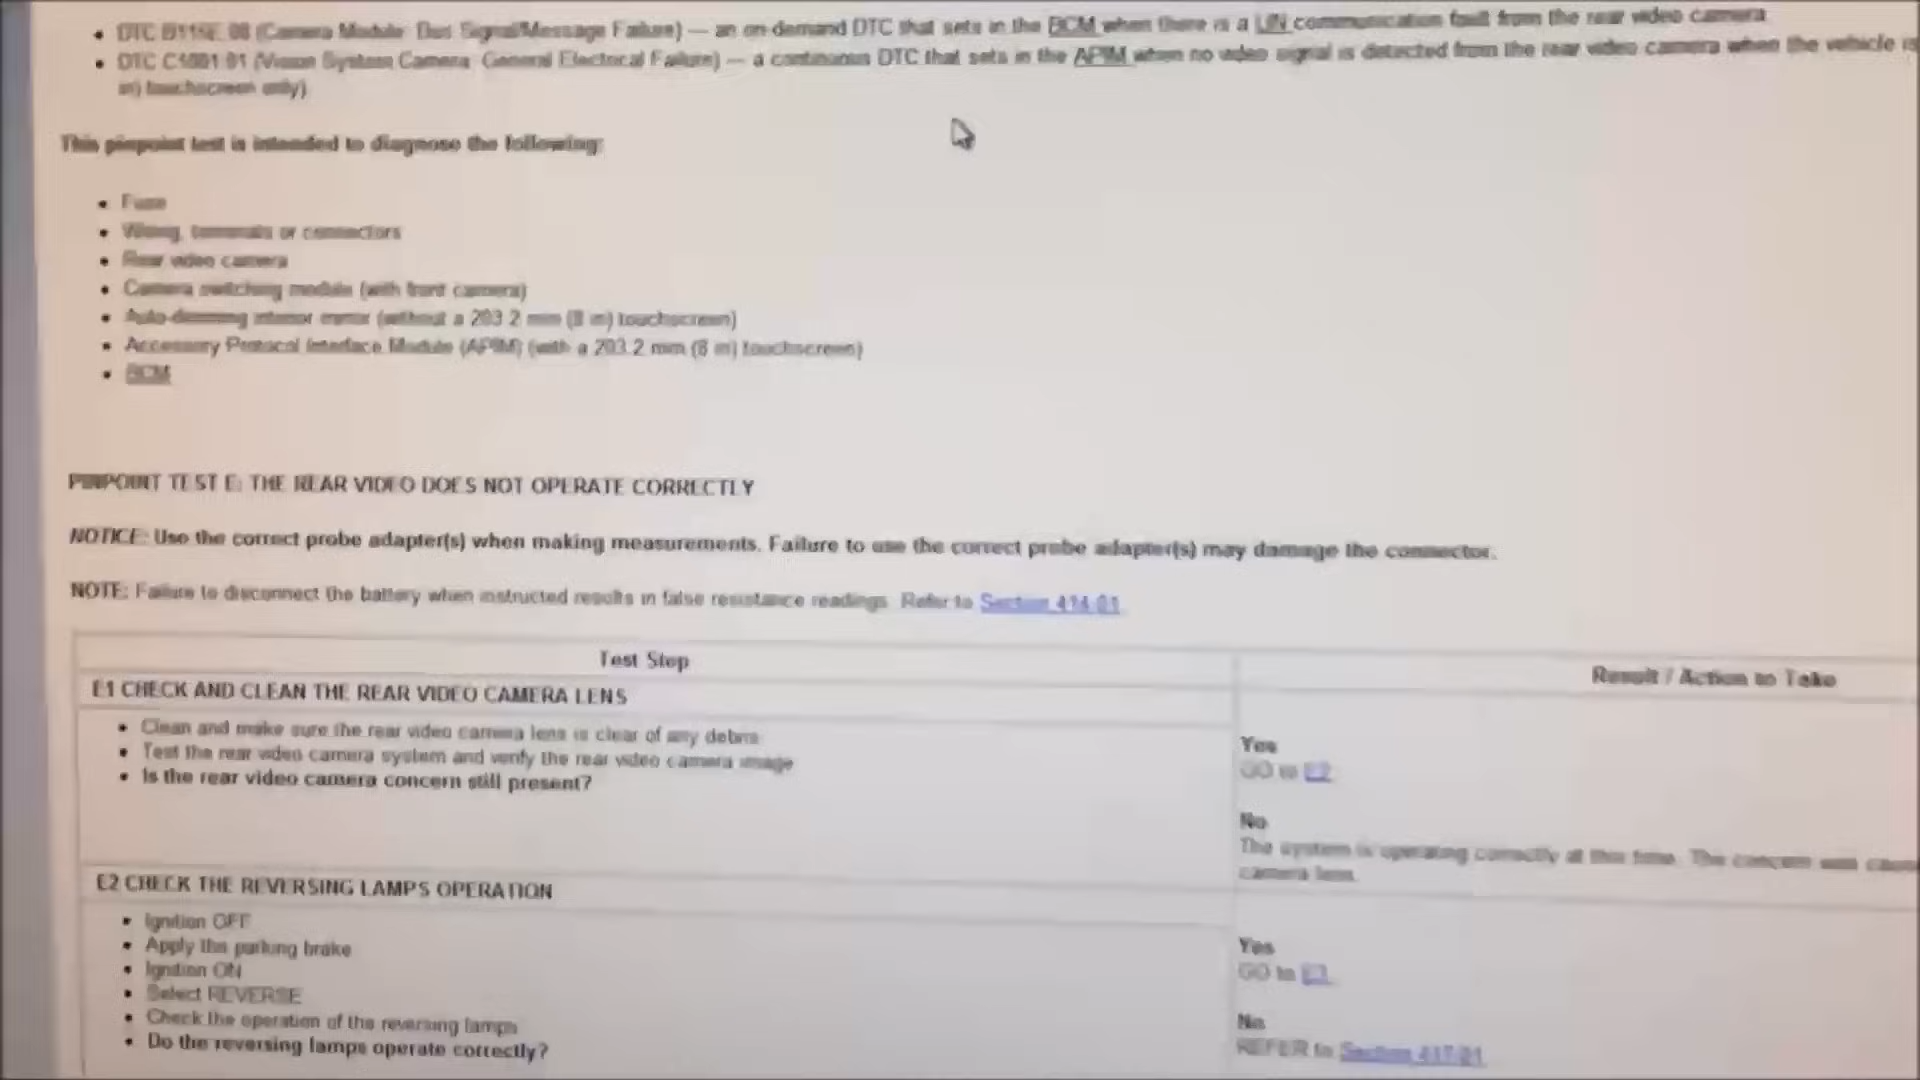 DTC B115E:08 (Camera Module: Bus Signal/Message Failure) — an on-demand DTC that sets in the BCM when there is a LIN communication fault from the rear video camera
DTC C1001:01 (Vision System Camera: General Electrical Failure) — a continuous DTC that sets in the APIM when no video signal is detected from the rear video camera when the vehicle is
in) touchscreen only)
This pinpoint test is intended to diagnose the following:
Fuse
Wiring, terminals or connectors
Rear video camera
Camera switching module (with front camera)
Auto-dimming interior mirror (without a 203.2 mm (8 in) touchscreen)
Accessory Protocol Interface Module (APIM) (with a 203.2 mm (8 in) touchscreen)
BCM
PINPOINT TEST E: THE REAR VIDEO DOES NOT OPERATE CORRECTLY
NOTICE: Use the correct probe adapter(s) when making measurements. Failure to use the correct probe adapter(s) may damage the connector.
NOTE: Failure to disconnect the battery when instructed results in false resistance readings. Refer to Section 414-01.
Test Step
Result / Action to Take
E1 CHECK AND CLEAN THE REAR VIDEO CAMERA LENS
Clean and make sure the rear video camera lens is clear of any debris
Test the rear video camera system and verify the rear video camera image
Is the rear video camera concern still present?
Yes
GO to E2.
No
The system is operating correctly at this time. The concern was
camera lens.
E2 CHECK THE REVERSING LAMPS OPERATION
Ignition OFF
Apply the parking brake
Ignition ON
Select REVERSE
Check the operation of the reversing lamps
Do the reversing lamps operate correctly?
Yes
GO to E3.
No
REFER to Section 417-01.